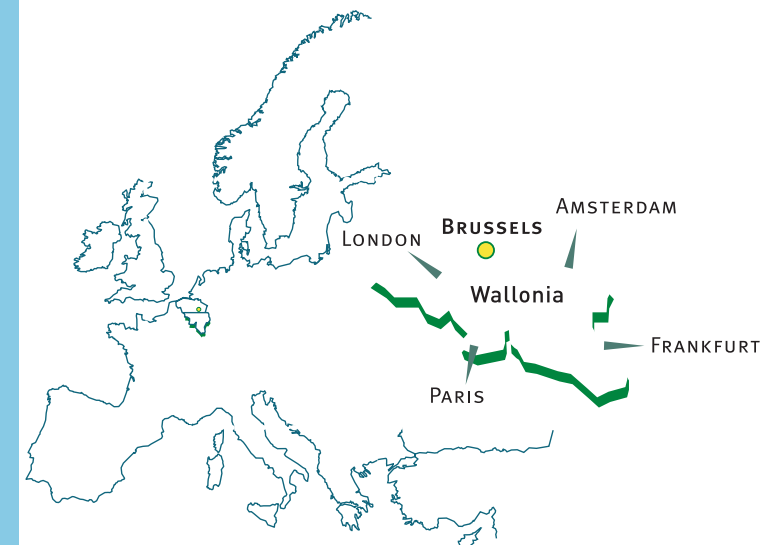 AMSTERDAM
BRUSSELS
LONDON
Wallonia
FRANKFURT
PARIS